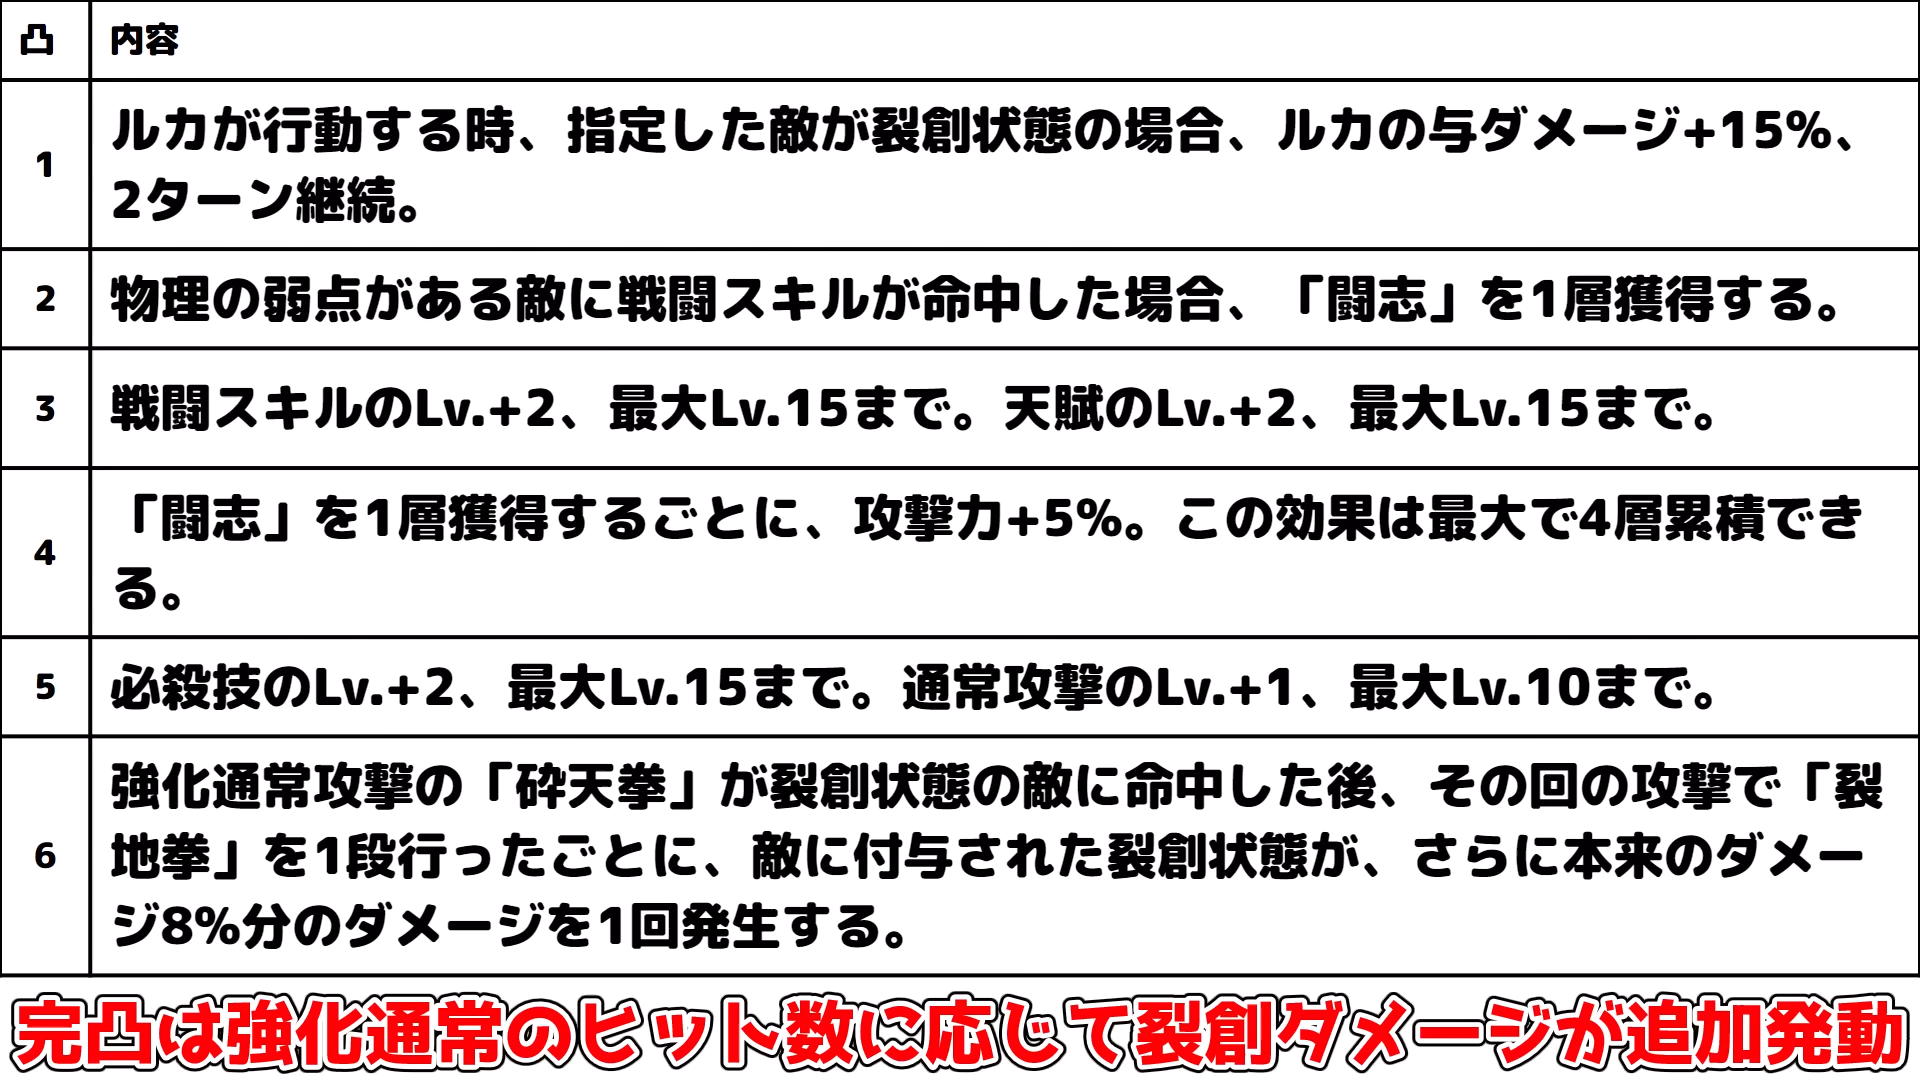 凸 内容
1 ルカが行動する時、指定した敵が裂創状態の場合、ルカの与ダメージ+15%、
2ターン継続。
2 物理の弱点がある敵に戦闘スキルが命中した場合、「闘志」を1層獲得する。
3 戦闘スキルのLv.+2、最大Lv.15まで。天賦のLv.+2、最大Lv.15まで。
4 「闘志」を1層獲得するごとに、攻撃力+5%。この効果は最大で4層累積でき
る。
5 必殺技のLv.+2、最大Lv.15まで。通常攻撃のLv.+1、最大Lv.10まで。
6 強化通常攻撃の「砕天拳」が裂創状態の敵に命中した後、その回の攻撃で「裂
地拳」を1段行ったごとに、敵に付与された裂創状態が、さらに本来のダメー
ジ8%分のダメージを1回発生する。
完凸は強化通常のヒット数に応じて裂創ダメージが追加発動